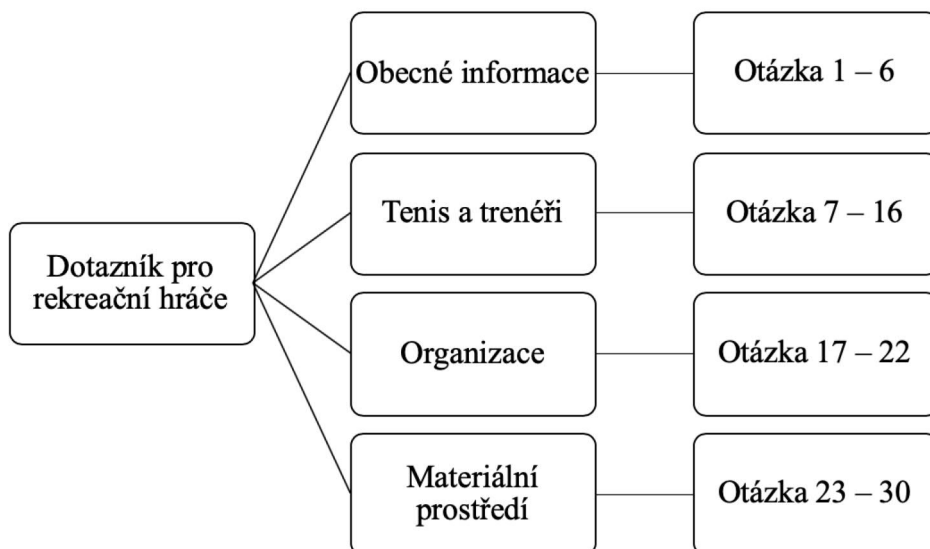 Obecné informace
Otázka 1 – 6
Tenis a trenéři
Otázka 7 – 16
Dotazník pro
rekreační hráče
Organizace
Otázka 17 – 22
Materiální
prostředí
Otázka 23 – 30